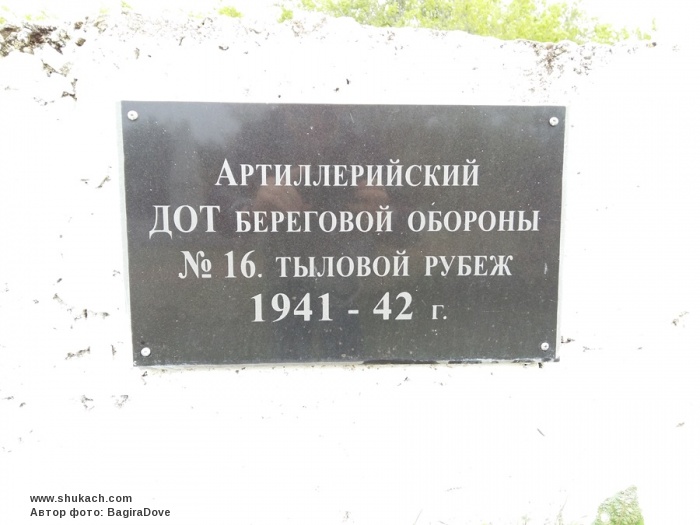 Артиллерийский
ДОТ береговой обороны
№ 16. тыловой рубеж
1941 - 42 г.
www.shukach.com
Автор фото: BagiraDove